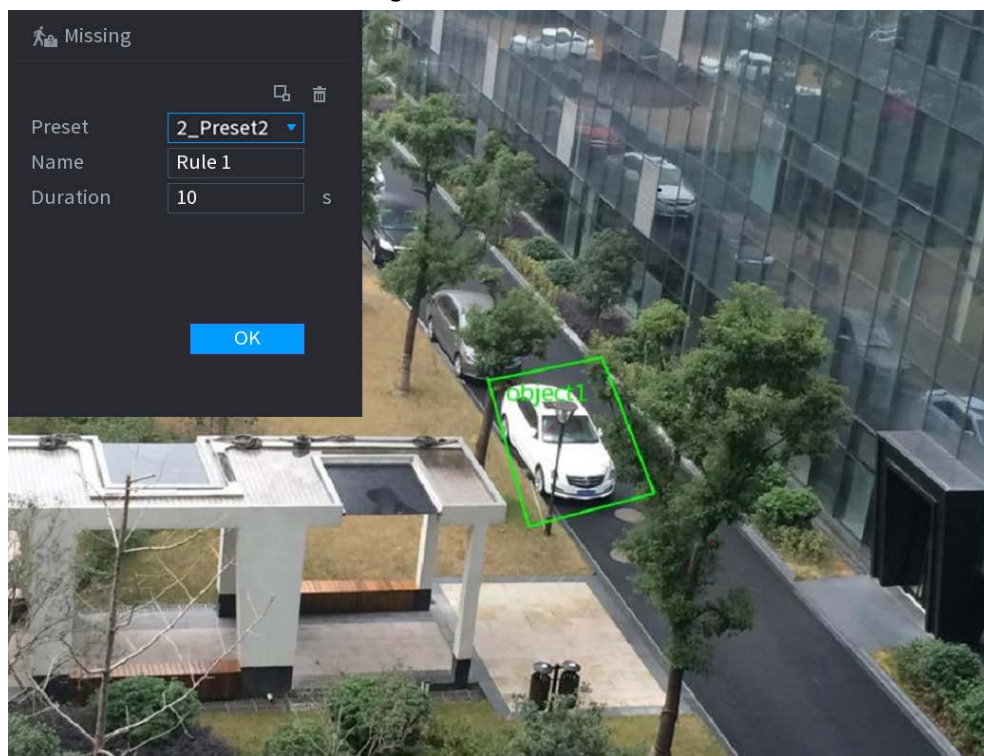 Missing
Preset 2_Preset2
Name Rule 1
Duration 10 s
OK
object1